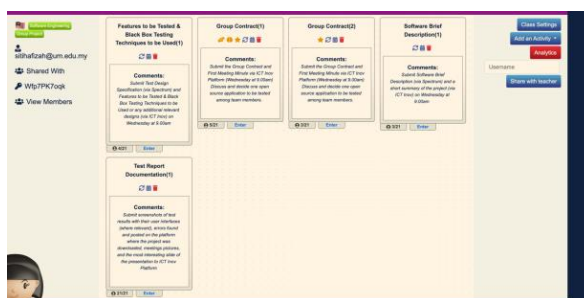 Software Engineering
Group Project
sitihafizah@um.edu.my
Shared With
Wtp7PK7oqk
View Members
Features to be Tested &
Black Box Testing
Techniques to be Used(1)
Comments:
Submit Test Design
Specification (via Spectrum) and
Features to be Tested & Black
Box Testing Techniques to be
Used or any additional relevant
designs (via ICT Inov) on
Wednesday at 9.00am
4/21
Enter
Group Contract(1)
Comments:
Submit the Group Contract and
First Meeting Minute via ICT Inov
Platform (Wednesday at 9.00am)
Discuss and decide one open
source application to be tested
among team members.
Enter
Group Contract(2)
Comments:
Submit the Group Contract and
First Meeting Minute via ICT Inov
Platform (Wednesday at 9.00am)
Discuss and decide one open
source application to be tested
among team members.
Enter
Software Brief
Description(1)
Comments:
Submit Software Brief
Description (via Spectrum) and a
short summary of the project (via
ICT Inov) on Wednesday at
9.00am
Enter
Test Report
Documentation(1)
Comments:
Submit screenshots of test
results with their user interfaces
(where relevant), errors found
and posted on the platform
where the project was
downloaded, meetings pictures,
and the most interesting slide of
the presentation to ICT Inov
Platform
21/21
Enter
Class Settings
Add an Activity
Analytics
Username
Share with teacher